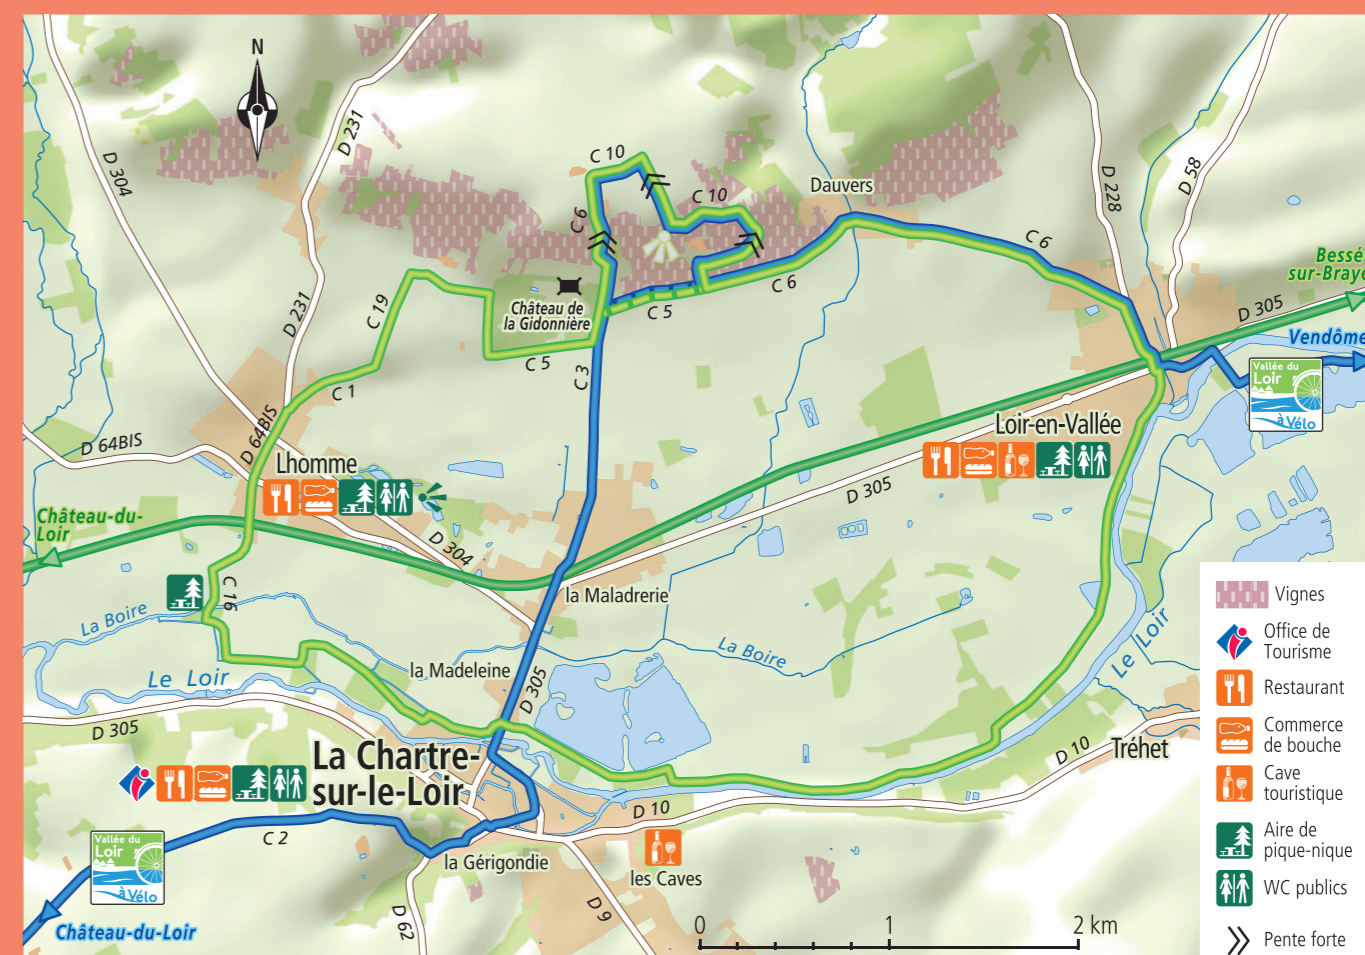 N
D 304
D 231
D 231
C 10
C 10
C 6
Dauvers
D 228
D 58
C 6
Bessé-
sur-Braye
D 305
Vendôme
Vallée du
Loir
à Vélo
Château de
la Gidonnière
C 5
C 6
C 19
C 5
C 3
C 1
D 64BIS
D 64BIS
Lhomme
Loir-en-Vallée
D 305
Château-du-
Loir
D 304
C 16
la Maladrerie
La Boire
La Boire
Le Loir
Le Loir
la Madeleine
D 305
D 305
La Chartre-
sur-le-Loir
D 10
Tréhet
D 10
C 2
Vallée du
Loir
à Vélo
la Gérigondie
les Caves
D 62
D 9
Château-du-Loir
0 1 2 km
Vignes
Office de
Tourisme
Restaurant
Commerce
de bouche
Cave
touristique
Aire de
pique-nique
WC publics
Pente forte